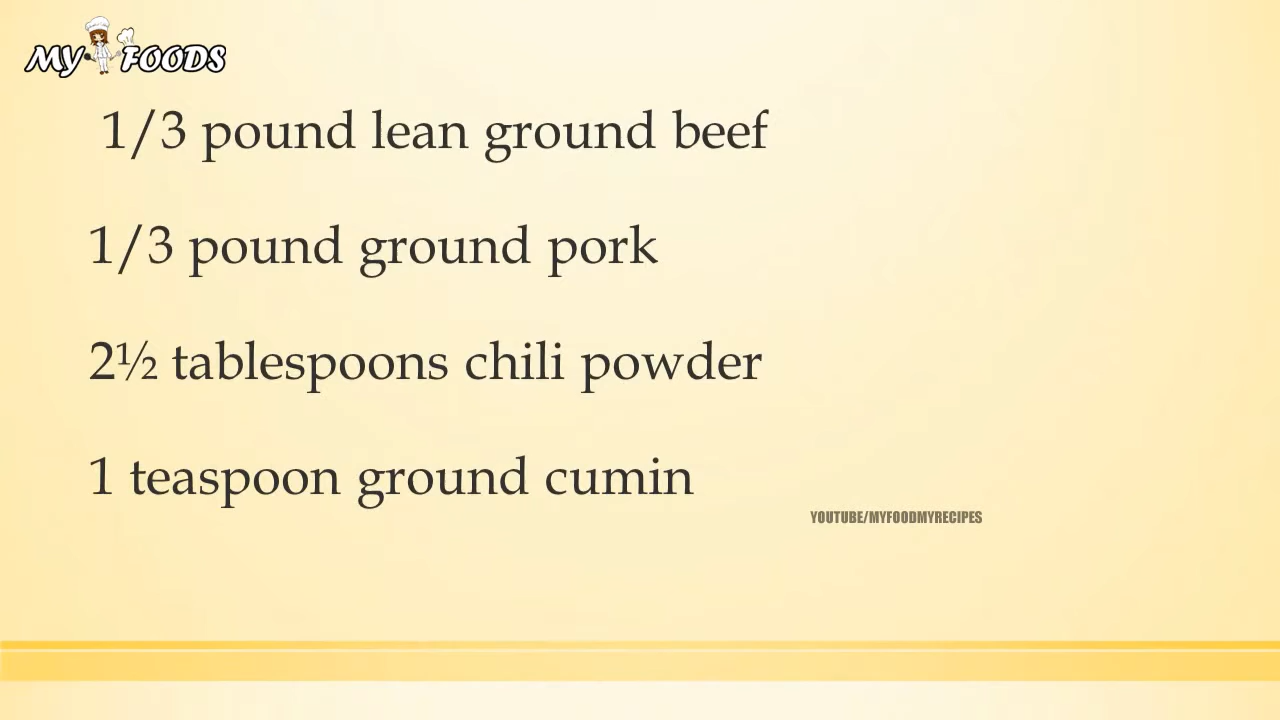 MY FOODS
1/3 pound lean ground beef
1/3 pound ground pork
2½ tablespoons chili powder
1 teaspoon ground cumin
YOUTUBE/MYFOODMYRECIPES